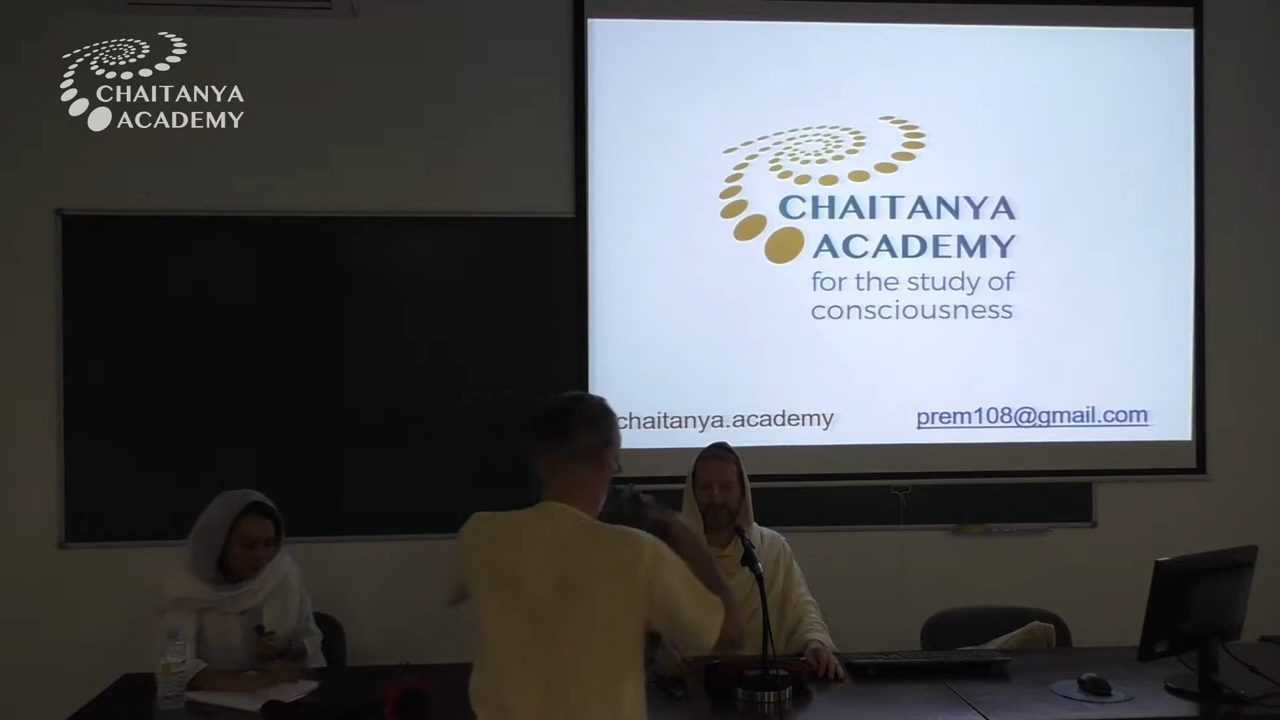 CHAITANYA
ACADEMY
CHAITANYA
ACADEMY
for the study of
consciousness
chaitanya.academy
prem108@gmail.com